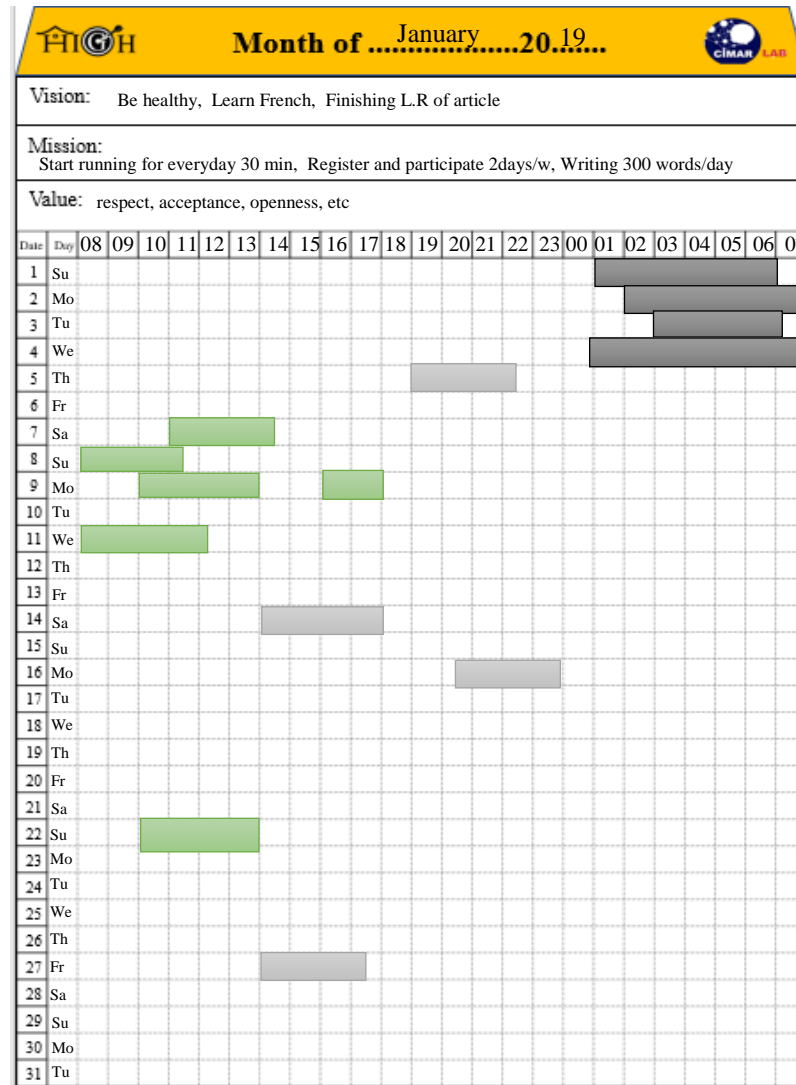 HIGH Month of ...January...20.19... CIMAR LAB
Vision: Be healthy, Learn French, Finishing L.R of article
Mission:
Start running for everyday 30 min, Register and participate 2days/w, Writing 300 words/day
Value: respect, acceptance, openness, etc
Date Day 08 09 10 11 12 13 14 15 16 17 18 19 20 21 22 23 00 01 02 03 04 05 06 0
1 Su
2 Mo
3 Tu
4 We
5 Th
6 Fr
7 Sa
8 Su
9 Mo
10 Tu
11 We
12 Th
13 Fr
14 Sa
15 Su
16 Mo
17 Tu
18 We
19 Th
20 Fr
21 Sa
22 Su
23 Mo
24 Tu
25 We
26 Th
27 Fr
28 Sa
29 Su
30 Mo
31 Tu